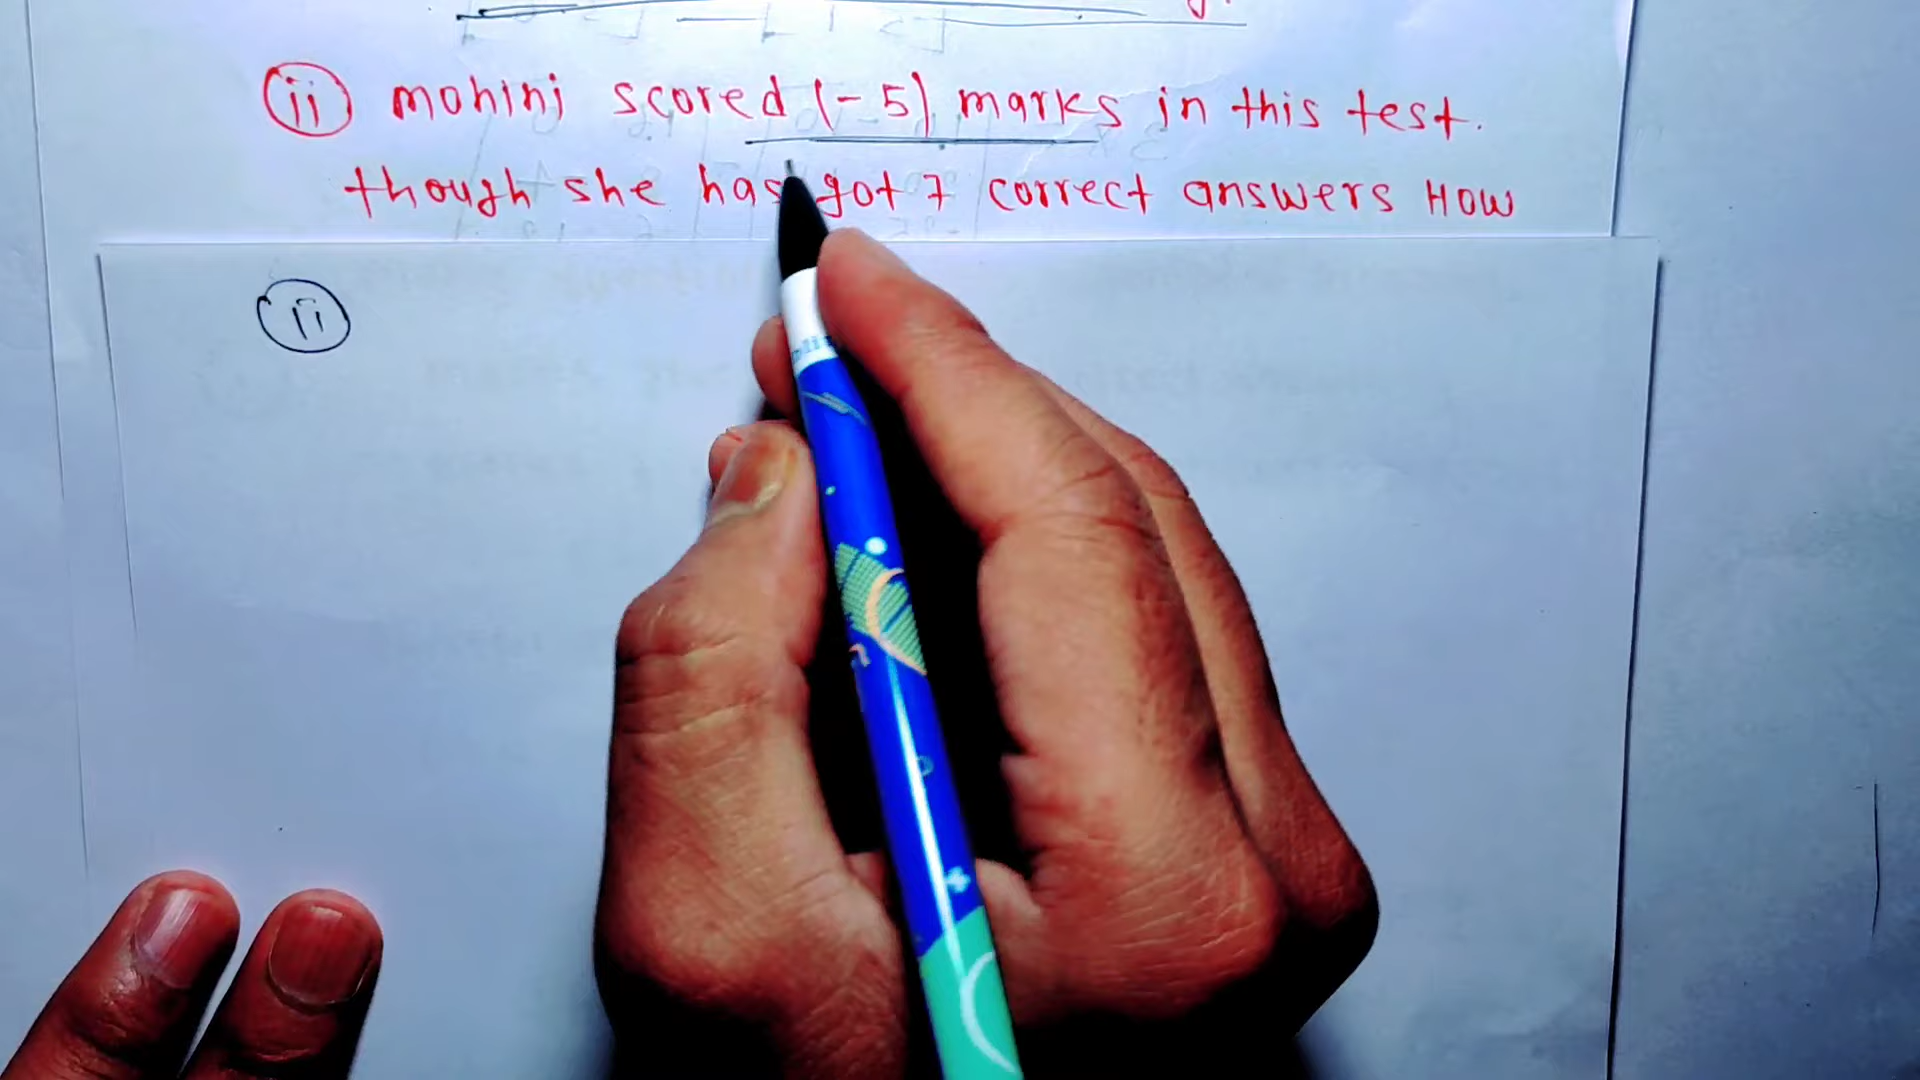 (ii) mohini scored (-5) marks in this test.
though she has got 7 correct answers How
(ii)